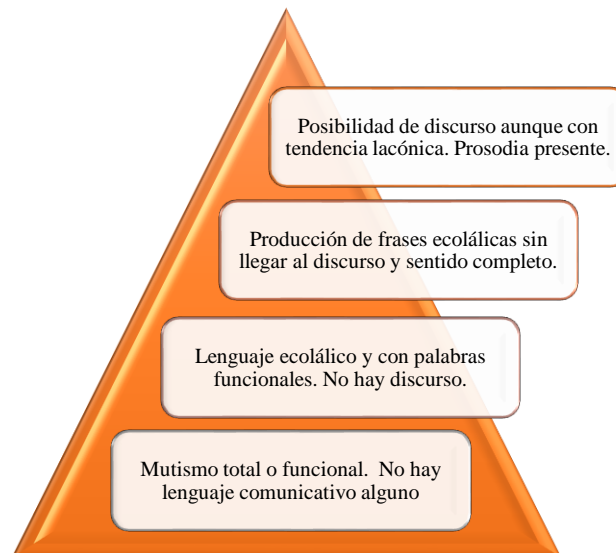 Posibilidad de discurso aunque con
tendencia lacónica. Prosodia presente.
Producción de frases ecolálicas sin
llegar al discurso y sentido completo.
Lenguaje ecolálico y con palabras
funcionales. No hay discurso.
Mutismo total o funcional.  No hay
lenguaje comunicativo alguno